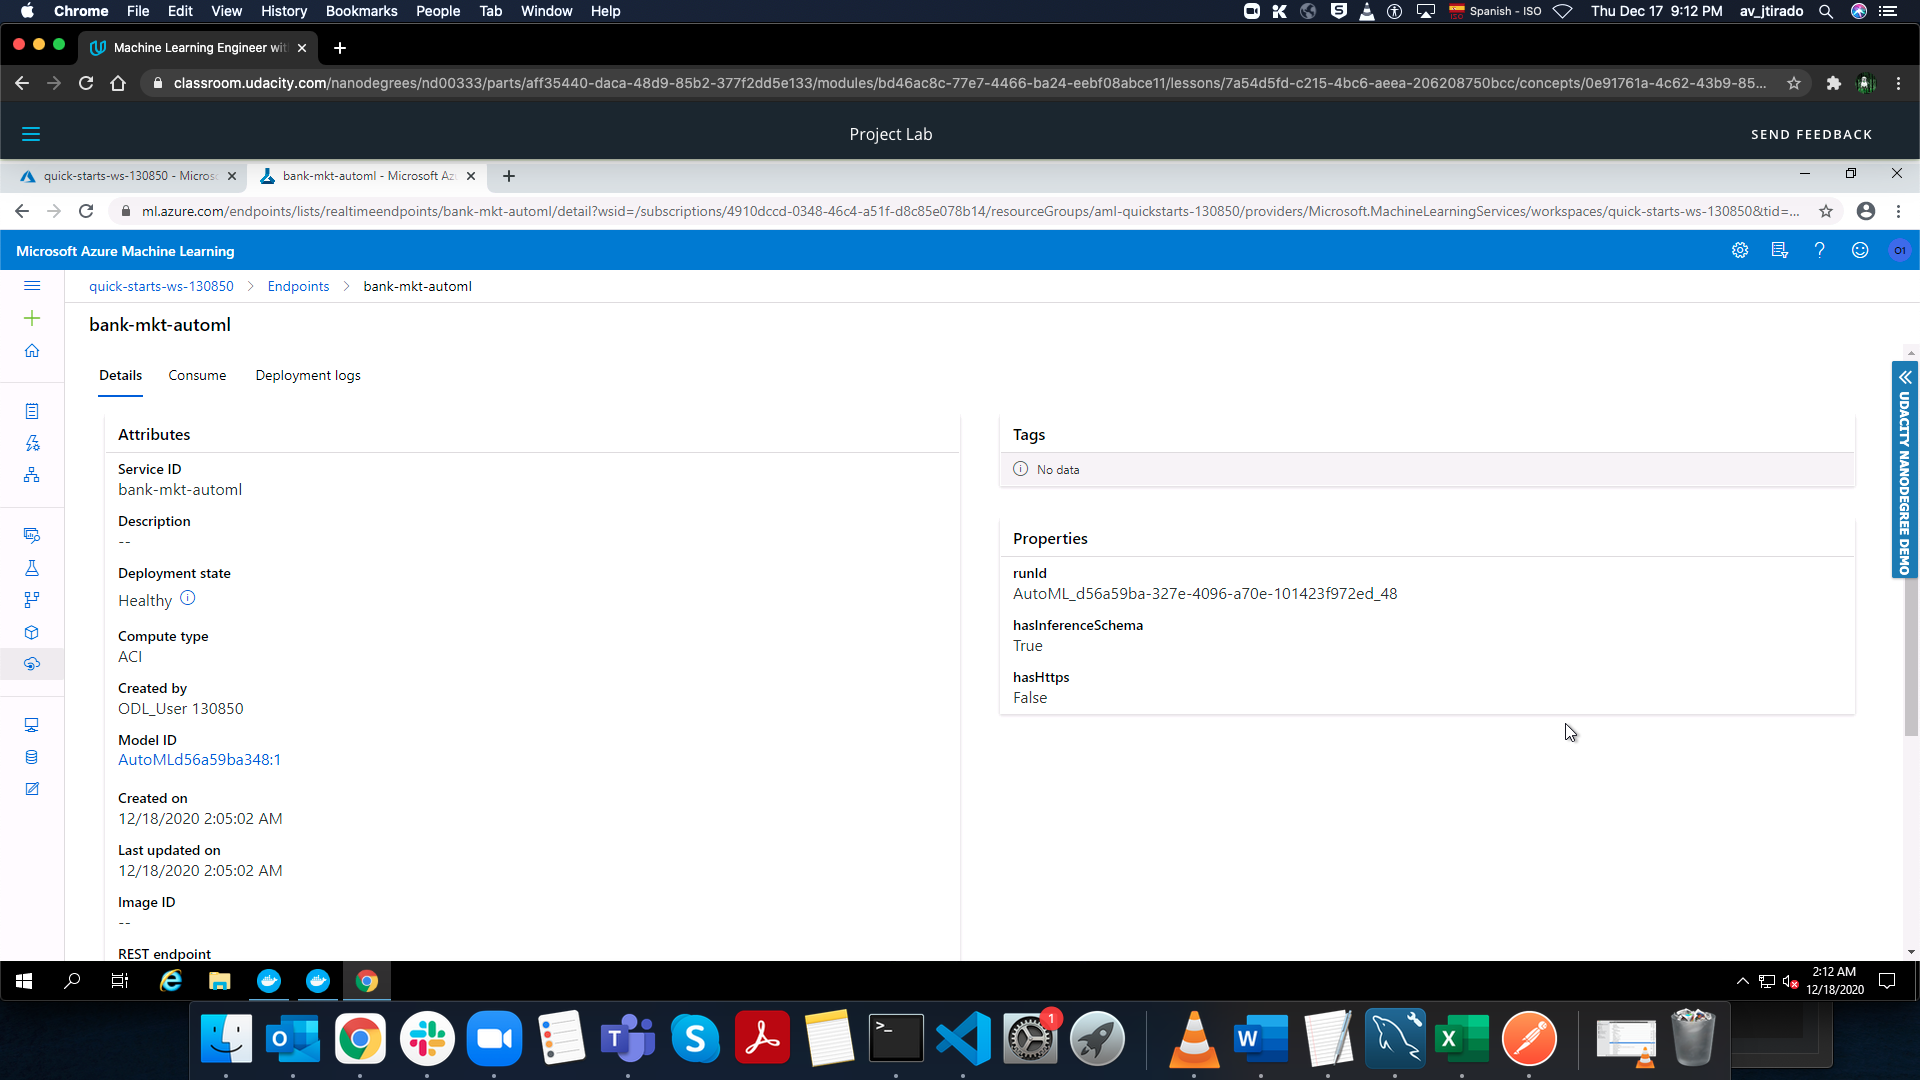 Chrome File Edit View History Bookmarks People Tab Window Help
Spanish - ISO Thu Dec 17 9:12 PM av_jtirado
Machine Learning Engineer wit
classroom.udacity.com/nanodegrees/nd00333/parts/aff35440-daca-48d9-85b2-377f2dd5e133/modules/bd46ac8c-77e7-4466-ba24-eebf08abce11/lessons/7a54d5fd-c215-4bc6-aeea-206208750bcc/concepts/0e91761a-4c62-43b9-85...
Project Lab
SEND FEEDBACK
quick-starts-ws-130850 - Micros
bank-mkt-automl - Microsoft Az
ml.azure.com/endpoints/lists/realtimeendpoints/bank-mkt-automl/detail?wsid=/subscriptions/4910dccd-0348-46c4-a51f-d8c85e078b14/resourceGroups/aml-quickstarts-130850/providers/Microsoft.MachineLearningServices/workspaces/quick-starts-ws-130850&tid=...
Microsoft Azure Machine Learning
O1
quick-starts-ws-130850 > Endpoints > bank-mkt-automl
bank-mkt-automl
Details Consume Deployment logs
Attributes
Service ID
bank-mkt-automl
Description
--
Deployment state
Healthy
Compute type
ACI
Created by
ODL_User 130850
Model ID
AutoMLd56a59ba348:1
Created on
12/18/2020 2:05:02 AM
Last updated on
12/18/2020 2:05:02 AM
Image ID
--
REST endpoint
Tags
No data
Properties
runId
AutoML_d56a59ba-327e-4096-a70e-101423f972ed_48
hasInferenceSchema
True
hasHttps
False
UDACITY NANODEGREE DEMO
2:12 AM
12/18/2020
1